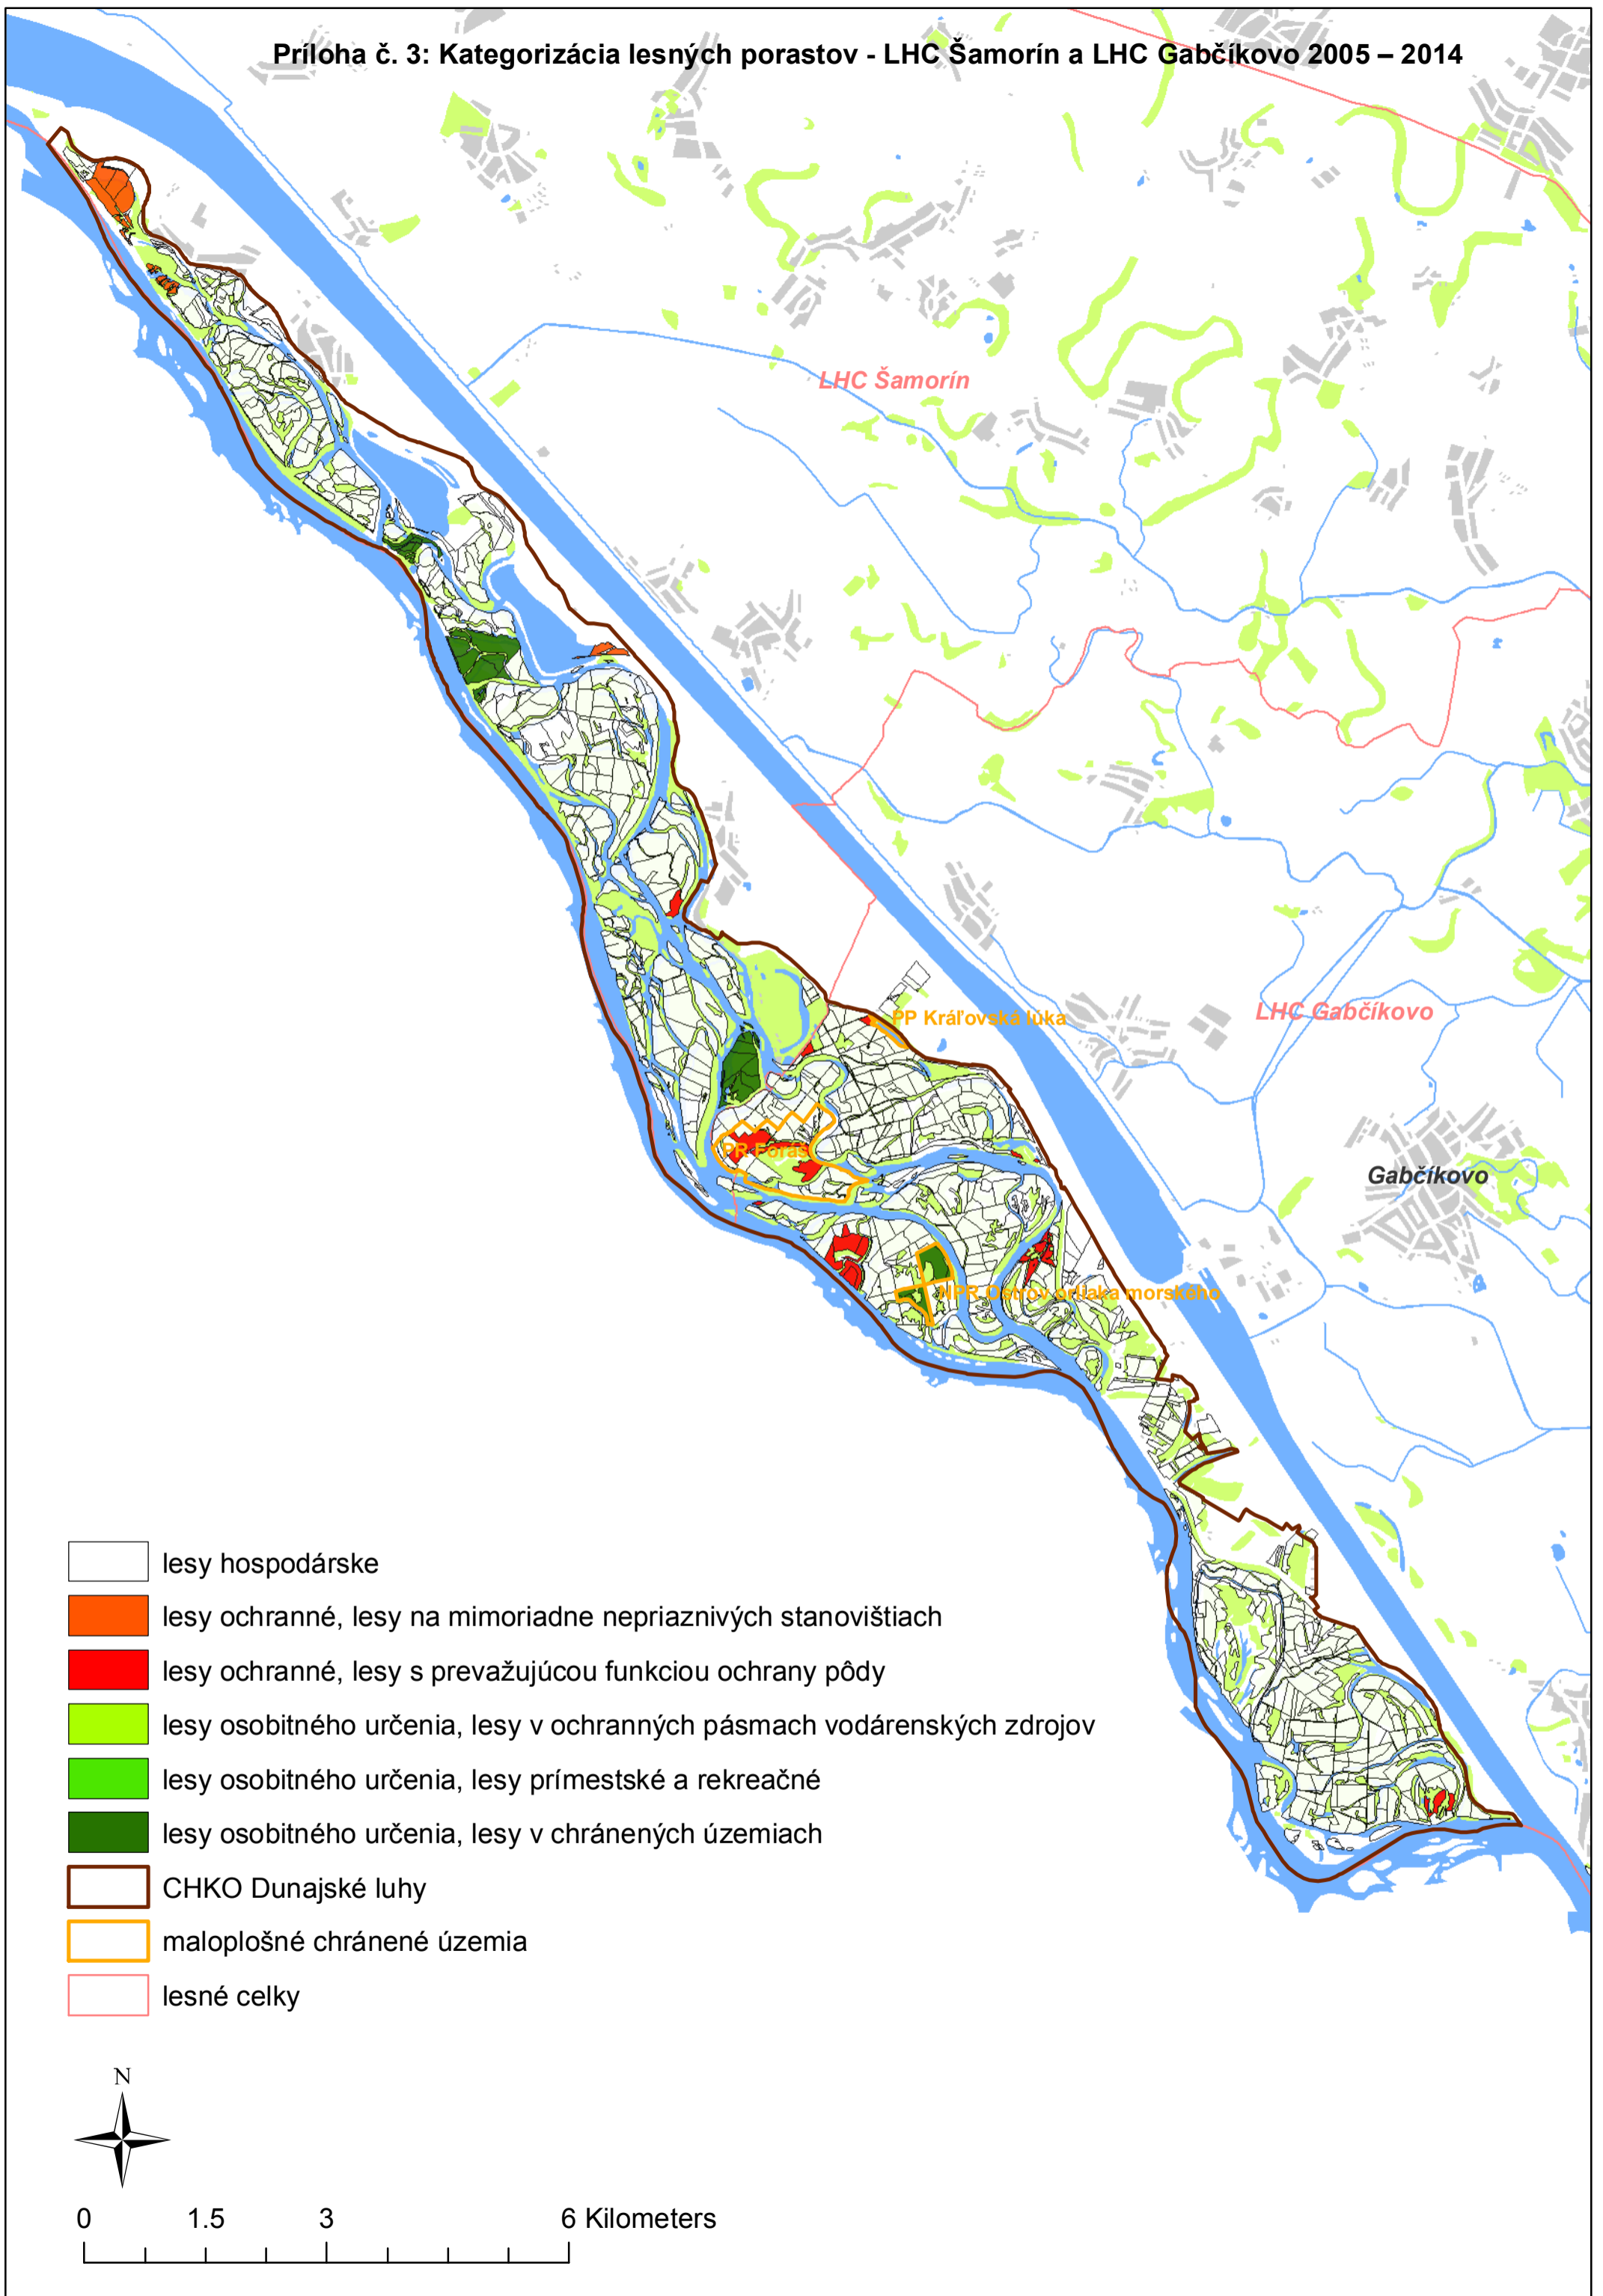 Príloha č. 3: Kategorizácia lesných porastov - LHC Šamorín a LHC Gabčíkovo 2005 – 2014
LHC Šamorín
LHC Gabčíkovo
PP Kráľovská lúka
PR Foráš
Gabčíkovo
NPR Ostrov orliaka morského
lesy hospodárske
lesy ochranné, lesy na mimoriadne nepriaznivých stanovištiach
lesy ochranné, lesy s prevažujúcou funkciou ochrany pôdy
lesy osobitného určenia, lesy v ochranných pásmach vodárenských zdrojov
lesy osobitného určenia, lesy prímestské a rekreačné
lesy osobitného určenia, lesy v chránených územiach
CHKO Dunajské luhy
maloplošné chránené územia
lesné celky
N
0 1.5 3 6 Kilometers